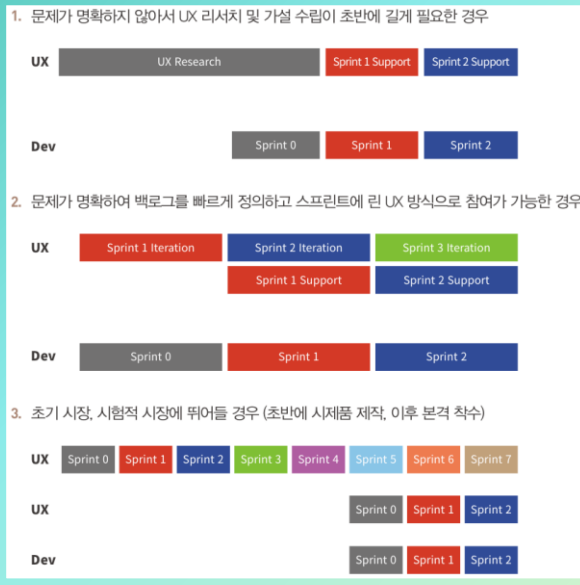 1. 문제가 명확하지 않아서 UX 리서치 및 가설 수립이 초반에 길게 필요한 경우
UX UX Research Sprint 1 Support Sprint 2 Support
Dev Sprint 0 Sprint 1 Sprint 2
2. 문제가 명확하여 백로그를 빠르게 정의하고 스프린트에 린 UX 방식으로 참여가 가능한 경우
UX Sprint 1 Iteration Sprint 2 Iteration Sprint 3 Iteration
Sprint 1 Support Sprint 2 Support
Dev Sprint 0 Sprint 1 Sprint 2
3. 초기 시장, 시험적 시장에 뛰어들 경우 (초반에 시제품 제작, 이후 본격 착수)
UX Sprint 0 Sprint 1 Sprint 2 Sprint 3 Sprint 4 Sprint 5 Sprint 6 Sprint 7
UX Sprint 0 Sprint 1 Sprint 2
Dev Sprint 0 Sprint 1 Sprint 2